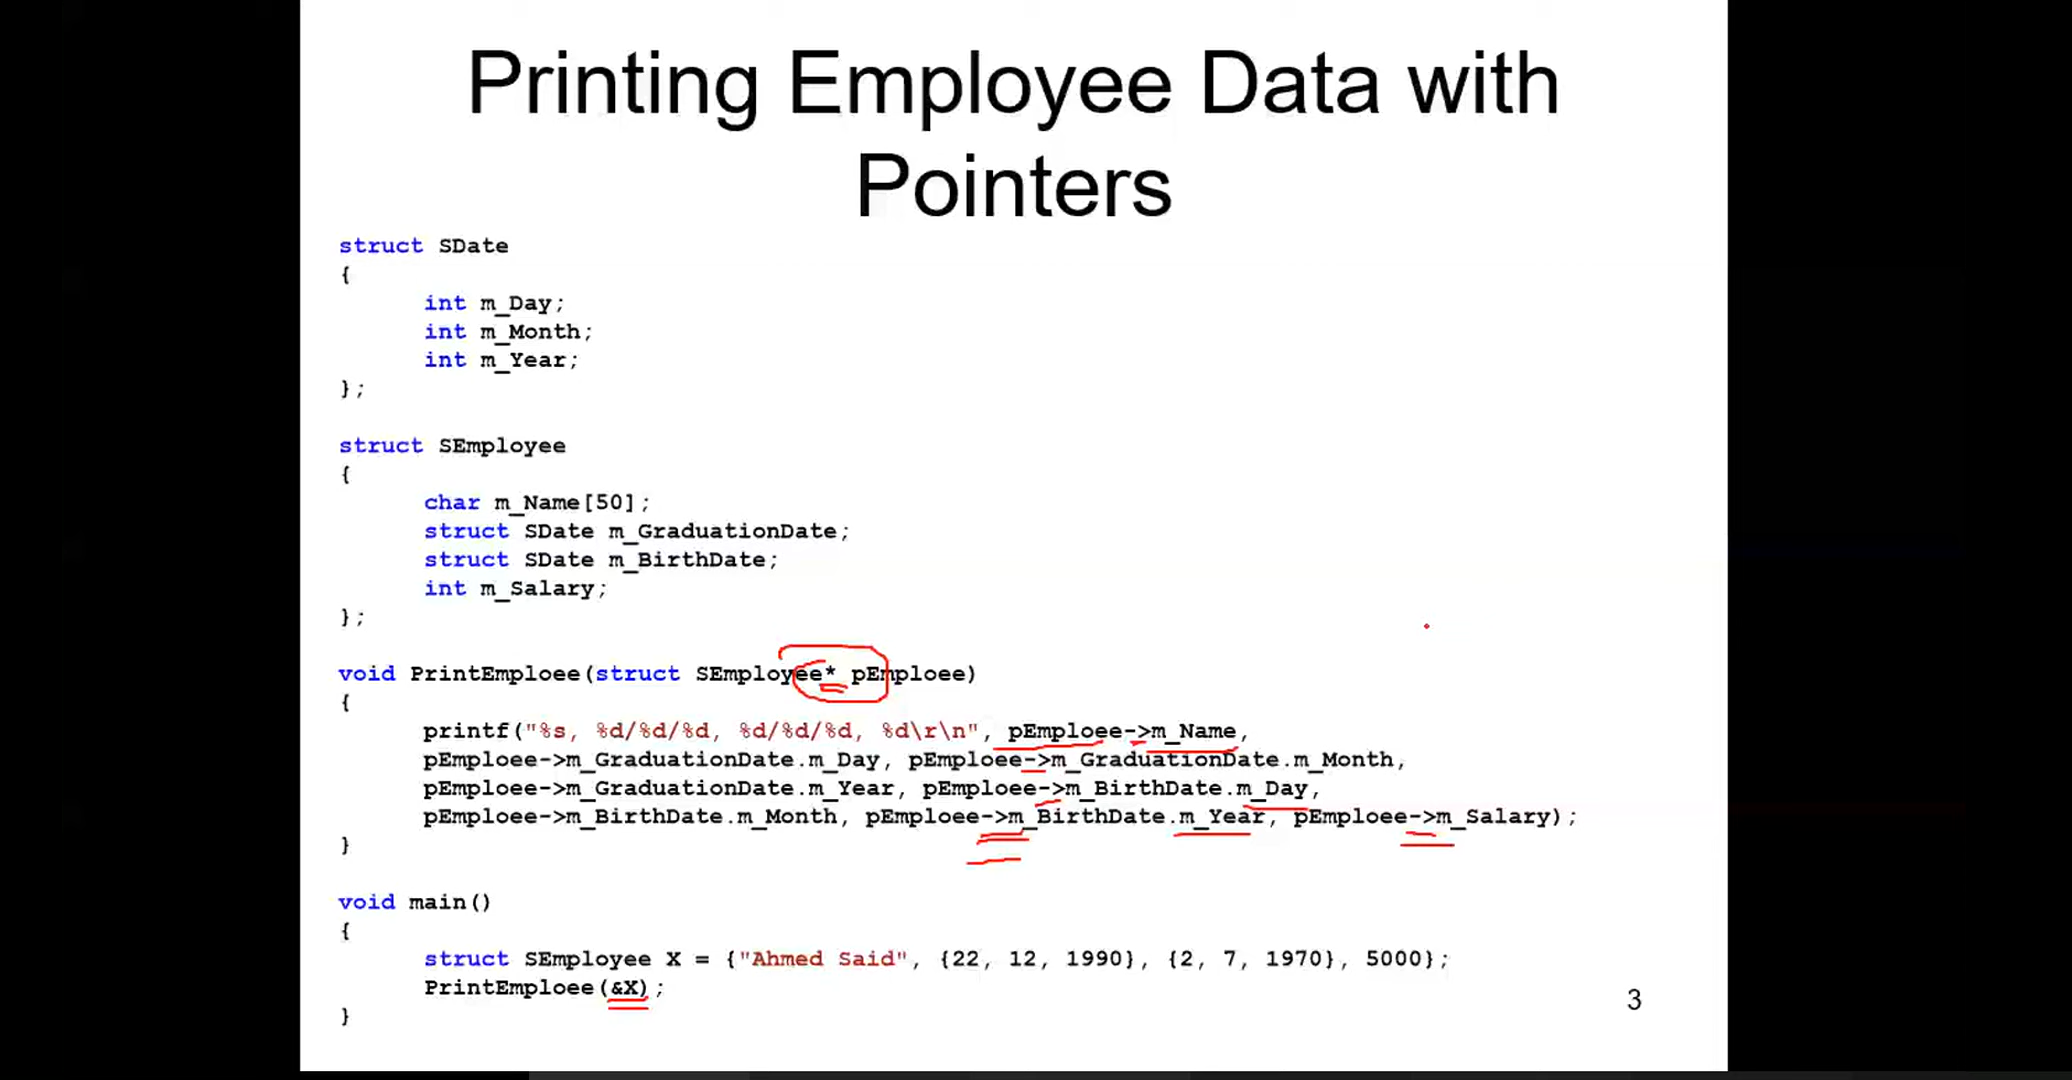 Printing Employee Data with
Pointers
struct SDate
{
int m_Day;
int m_Month;
int m_Year;
};
struct SEmployee
{
char m_Name[50];
struct SDate m_GraduationDate;
struct SDate m_BirthDate;
int m_Salary;
};
void PrintEmploee(struct SEmployee* pEmploee)
{
printf("%s, %d/%d/%d, %d/%d/%d, %d\r\n", pEmploee->m_Name,
pEmploee->m_GraduationDate.m_Day, pEmploee->m_GraduationDate.m_Month,
pEmploee->m_GraduationDate.m_Year, pEmploee->m_BirthDate.m_Day,
pEmploee->m_BirthDate.m_Month, pEmploee->m_BirthDate.m_Year, pEmploee->m_Salary);
}
void main()
{
struct SEmployee X = {"Ahmed Said", {22, 12, 1990}, {2, 7, 1970}, 5000};
PrintEmploee(&X);
}
3